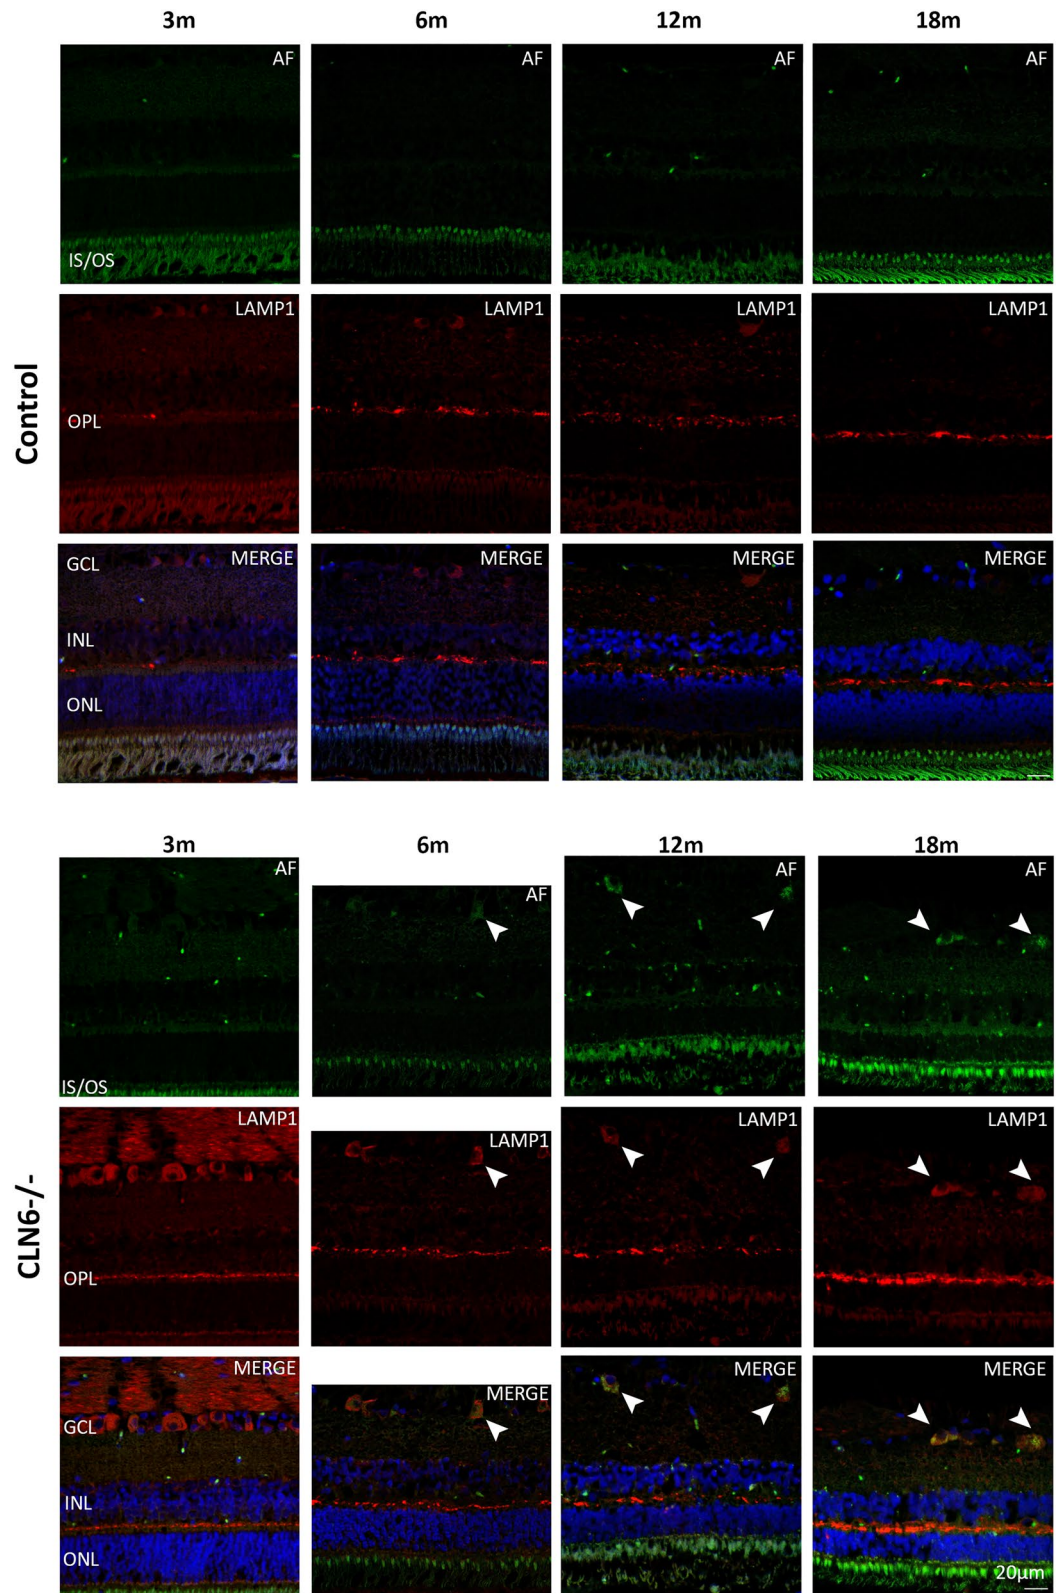 3m 6m 12m 18m
AF AF AF AF
IS/OS
LAMP1 LAMP1 LAMP1 LAMP1
Control
OPL
MERGE MERGE MERGE MERGE
GCL
INL
ONL
3m 6m 12m 18m
AF AF AF AF
IS/OS
LAMP1 LAMP1 LAMP1 LAMP1
CLN6-/-
OPL
MERGE MERGE MERGE MERGE
GCL
INL
ONL
20μm